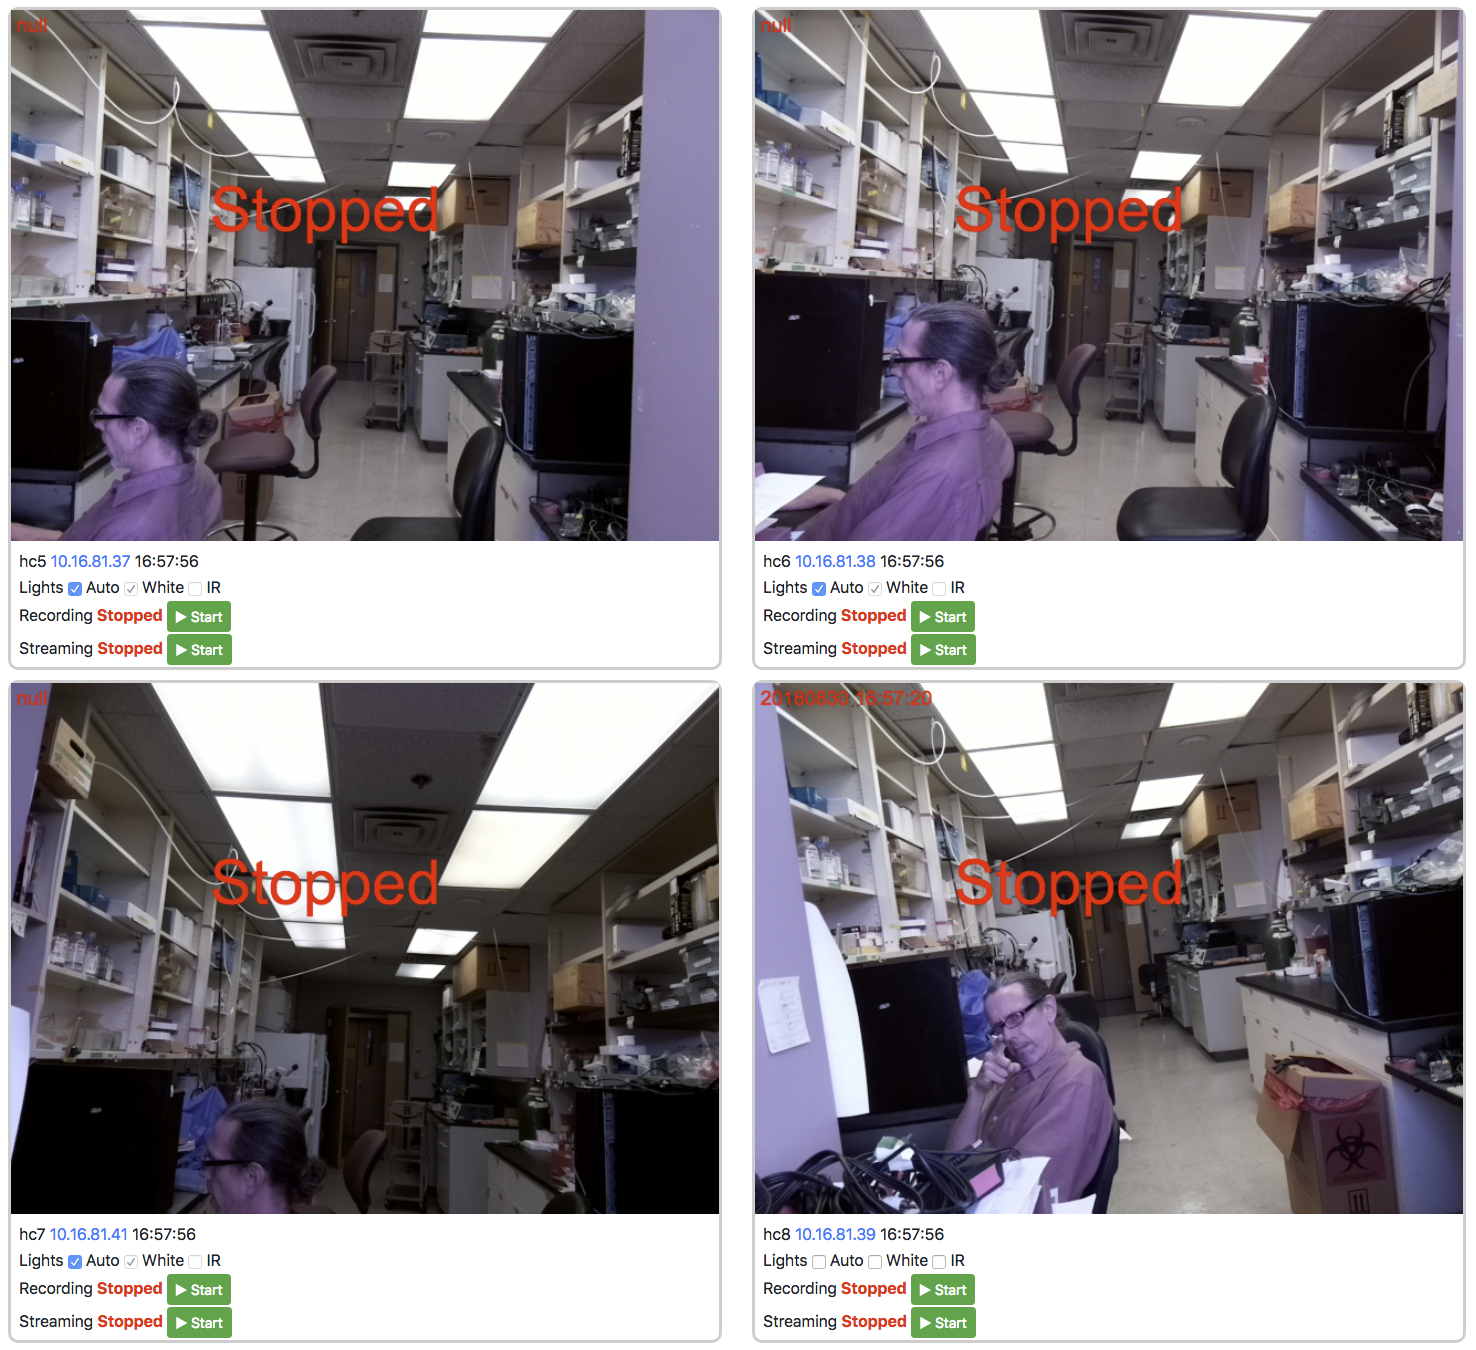 null
Stopped
hc5 10.16.81.37 16:57:56
Lights Auto White IR
Recording Stopped Start
Streaming Stopped Start
null
Stopped
hc6 10.16.81.38 16:57:56
Lights Auto White IR
Recording Stopped Start
Streaming Stopped Start
null
Stopped
hc7 10.16.81.41 16:57:56
Lights Auto White IR
Recording Stopped Start
Streaming Stopped Start
20180830 16:57:20
Stopped
BIOHAZARD
hc8 10.16.81.39 16:57:56
Lights Auto White IR
Recording Stopped Start
Streaming Stopped Start